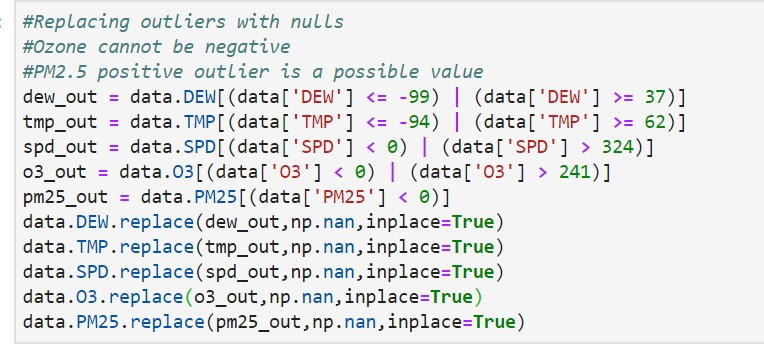 #Replacing outliers with nulls
#Ozone cannot be negative
#PM2.5 positive outlier is a possible value
dew_out = data.DEW[(data['DEW'] <= -99) | (data['DEW'] >= 37)]
tmp_out = data.TMP[(data['TMP'] <= -94) | (data['TMP'] >= 62)]
spd_out = data.SPD[(data['SPD'] < 0) | (data['SPD'] > 324)]
o3_out = data.O3[(data['O3'] < 0) | (data['O3'] > 241)]
pm25_out = data.PM25[(data['PM25'] < 0)]
data.DEW.replace(dew_out,np.nan,inplace=True)
data.TMP.replace(tmp_out,np.nan,inplace=True)
data.SPD.replace(spd_out,np.nan,inplace=True)
data.O3.replace(o3_out,np.nan,inplace=True)
data.PM25.replace(pm25_out,np.nan,inplace=True)